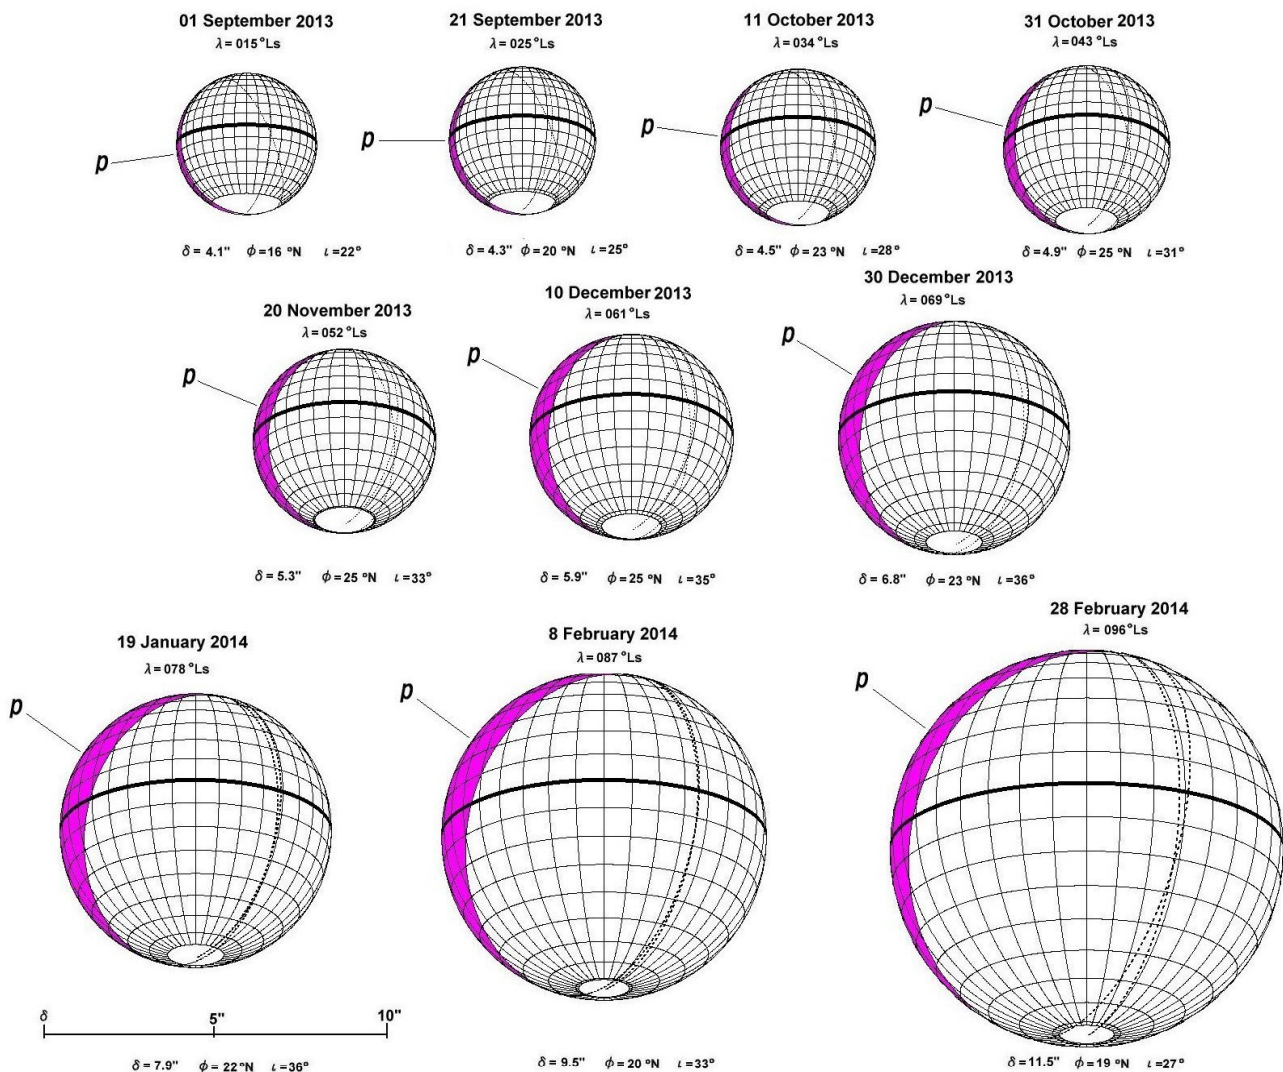 01 September 2013
λ = 015 °Ls
p
δ = 4.1" ϕ = 16 °N ι = 22°
21 September 2013
λ = 025 °Ls
p
δ = 4.3" ϕ = 20 °N ι = 25°
11 October 2013
λ = 034 °Ls
p
δ = 4.5" ϕ = 23 °N ι = 28°
31 October 2013
λ = 043 °Ls
p
δ = 4.9" ϕ = 25 °N ι = 31°
20 November 2013
λ = 052 °Ls
p
δ = 5.3" ϕ = 25 °N ι = 33°
10 December 2013
λ = 061 °Ls
p
δ = 5.9" ϕ = 25 °N ι = 35°
30 December 2013
λ = 069 °Ls
p
δ = 6.8" ϕ = 23 °N ι = 36°
19 January 2014
λ = 078 °Ls
p
δ 5" 10"
δ = 7.9" ϕ = 22 °N ι = 36°
8 February 2014
λ = 087 °Ls
p
δ = 9.5" ϕ = 20 °N ι = 33°
28 February 2014
λ = 096 °Ls
p
δ = 11.5" ϕ = 19 °N ι = 27°